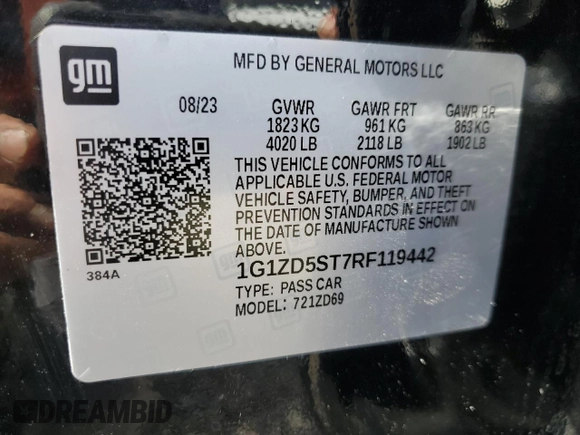 gm
MFD BY GENERAL MOTORS LLC
08/23 GVWR GAWR FRT GAWR RR
1823 KG 961 KG 863 KG
4020 LB 2118 LB 1902 LB
THIS VEHICLE CONFORMS TO ALL
APPLICABLE U.S. FEDERAL MOTOR
VEHICLE SAFETY, BUMPER, AND THEFT
PREVENTION STANDARDS IN EFFECT ON
THE DATE OF MANUFACTURE SHOWN
ABOVE.
384A
1G1ZD5ST7RF119442
TYPE: PASS CAR
MODEL: 721ZD69
DREAMBID